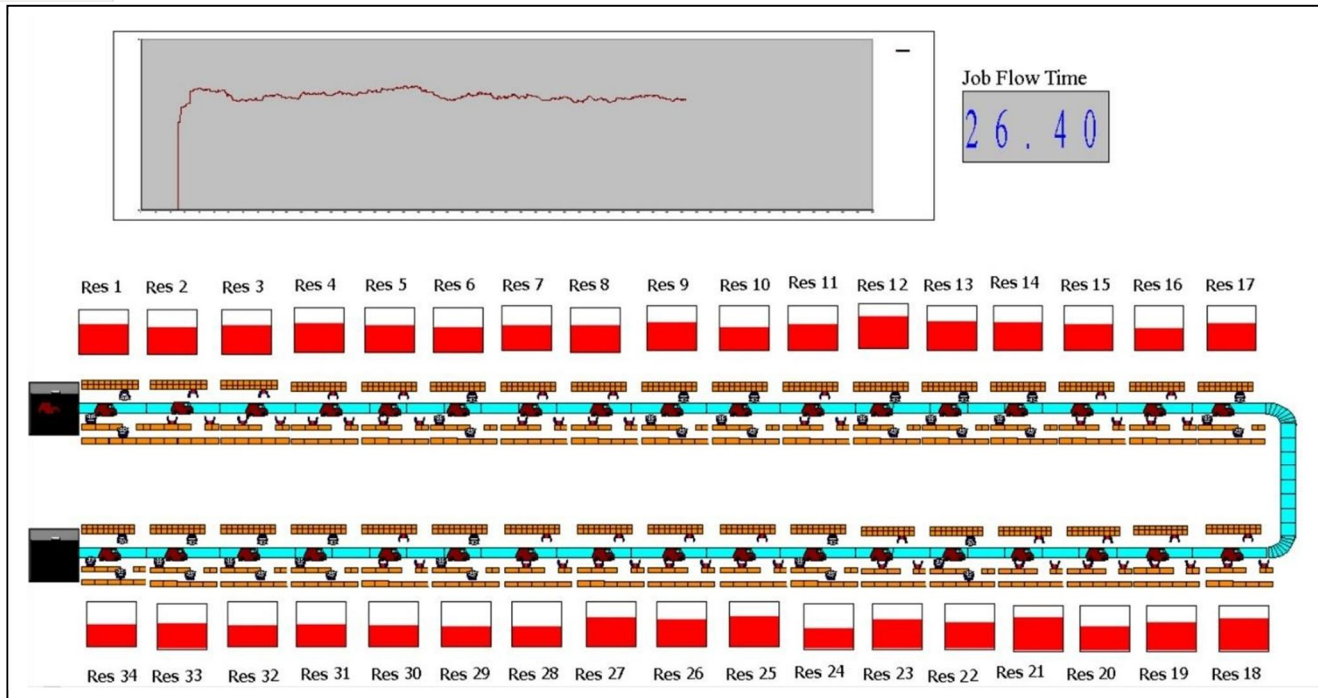 Job Flow Time
26.40
Res 1 Res 2 Res 3 Res 4 Res 5 Res 6 Res 7 Res 8 Res 9 Res 10 Res 11 Res 12 Res 13 Res 14 Res 15 Res 16 Res 17
Res 34 Res 33 Res 32 Res 31 Res 30 Res 29 Res 28 Res 27 Res 26 Res 25 Res 24 Res 23 Res 22 Res 21 Res 20 Res 19 Res 18